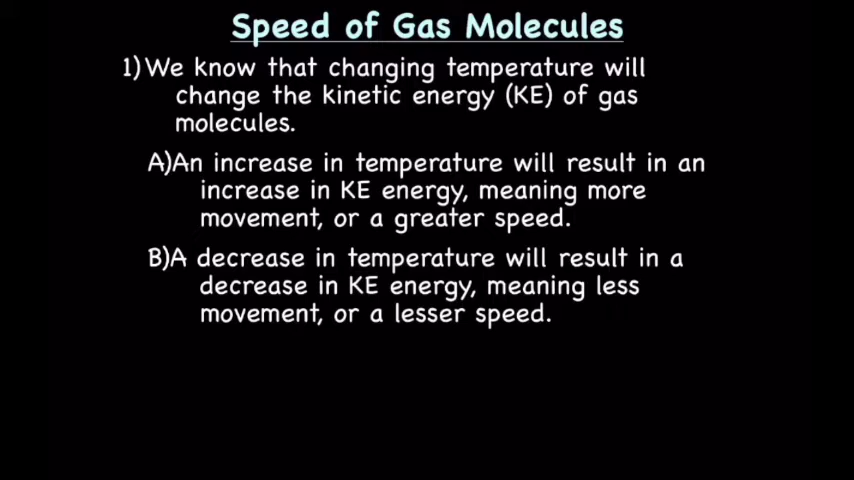 Speed of Gas Molecules
1) We know that changing temperature will
change the kinetic energy (KE) of gas
molecules.
A) An increase in temperature will result in an
increase in KE energy, meaning more
movement, or a greater speed.
B) A decrease in temperature will result in a
decrease in KE energy, meaning less
movement, or a lesser speed.